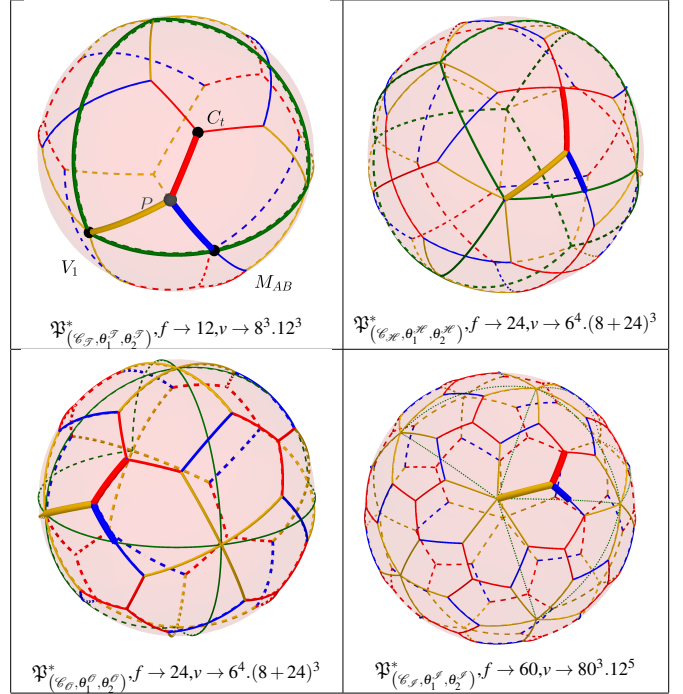 C_t
P
V_1
M_{AB}
𝔓*_{(𝒞_𝒯,θ_1^𝒯,θ_2^𝒯)}, f → 12, v → 8^3.12^3
𝔓*_{(𝒞_ℋ,θ_1^ℋ,θ_2^ℋ)}, f → 24, v → 6^4.(8+24)^3
𝔓*_{(𝒞_𝒪,θ_1^𝒪,θ_2^𝒪)}, f → 24, v → 6^4.(8+24)^3
𝔓*_{(𝒞_ℐ,θ_1^ℐ,θ_2^ℐ)}, f → 60, v → 80^3.12^5